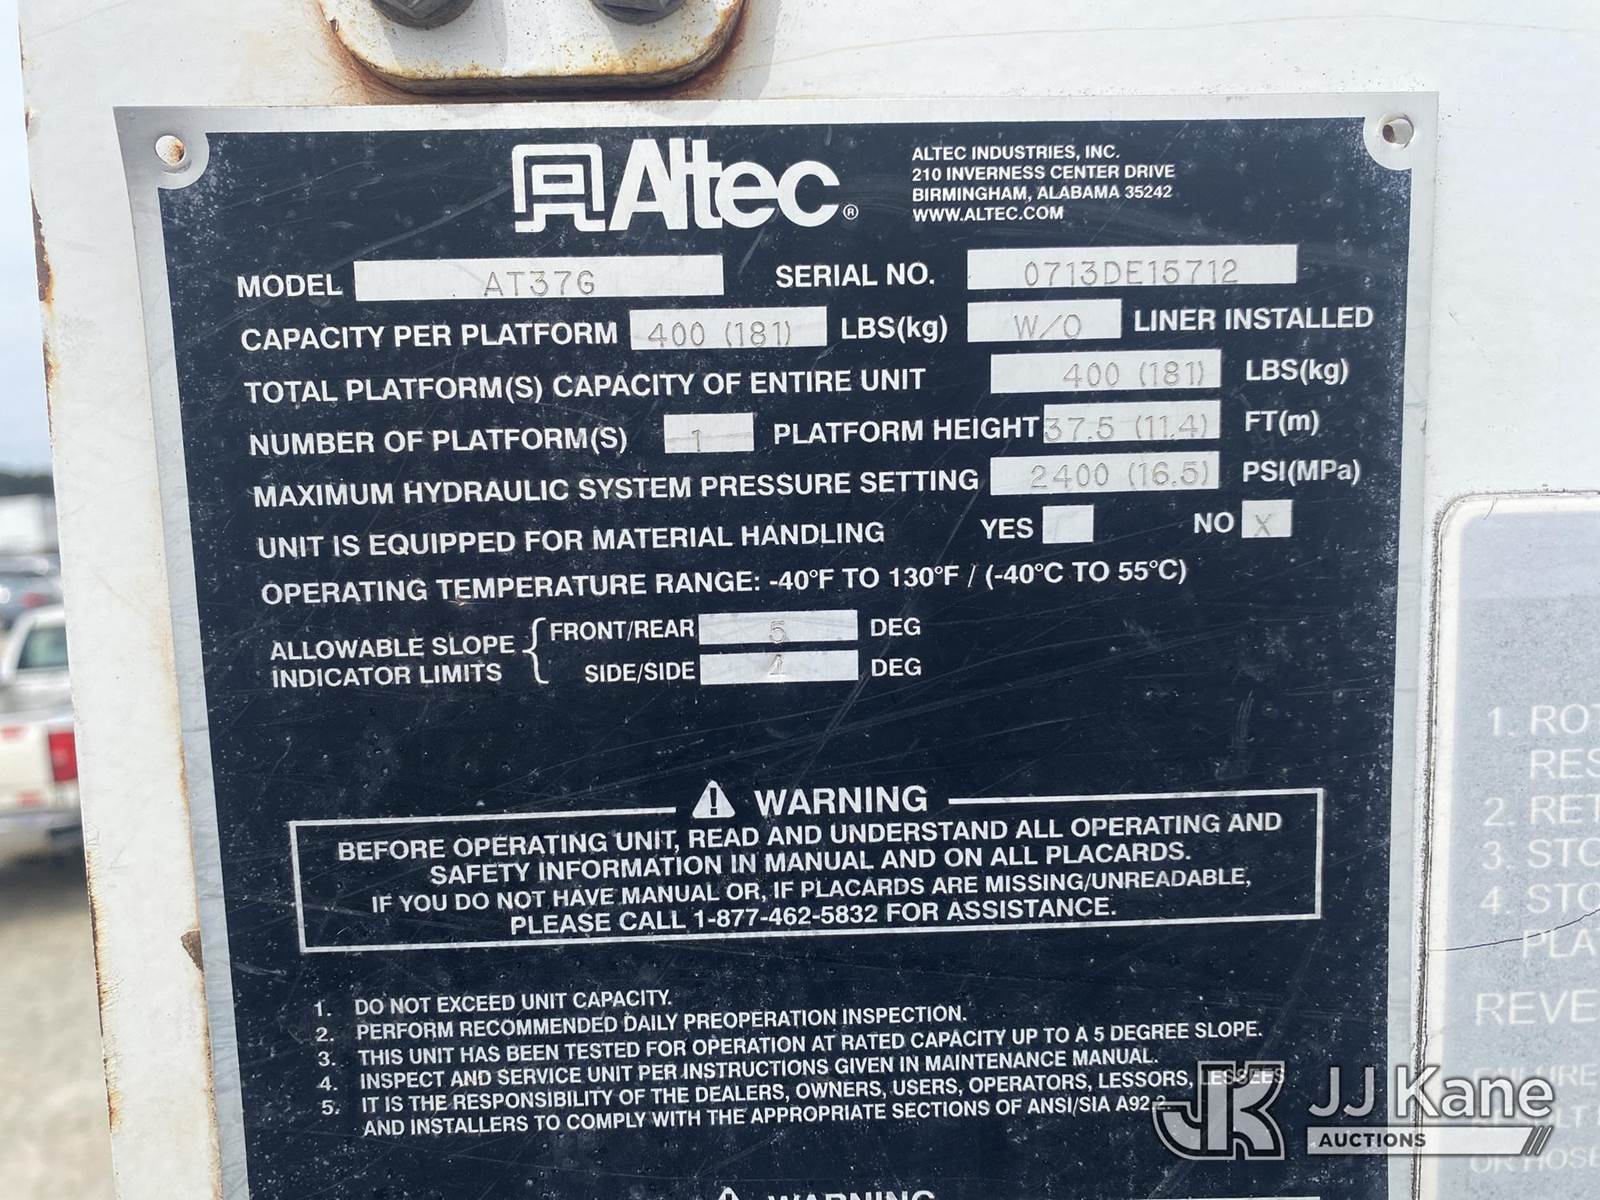 Altec®
ALTEC INDUSTRIES, INC.
210 INVERNESS CENTER DRIVE
BIRMINGHAM, ALABAMA 35242
WWW.ALTEC.COM
MODEL AT37G SERIAL NO. 0713DE15712
CAPACITY PER PLATFORM 400 (181) LBS(kg) W/O LINER INSTALLED
TOTAL PLATFORM(S) CAPACITY OF ENTIRE UNIT 400 (181) LBS(kg)
NUMBER OF PLATFORM(S) 1 PLATFORM HEIGHT 37.5 (11.4) FT(m)
MAXIMUM HYDRAULIC SYSTEM PRESSURE SETTING 2400 (16.5) PSI(MPa)
UNIT IS EQUIPPED FOR MATERIAL HANDLING YES NO X
OPERATING TEMPERATURE RANGE: -40°F TO 130°F / (-40°C TO 55°C)
ALLOWABLE SLOPE
INDICATOR LIMITS
FRONT/REAR 5 DEG
SIDE/SIDE 4 DEG
WARNING
BEFORE OPERATING UNIT, READ AND UNDERSTAND ALL OPERATING AND
SAFETY INFORMATION IN MANUAL AND ON ALL PLACARDS.
IF YOU DO NOT HAVE MANUAL OR, IF PLACARDS ARE MISSING/UNREADABLE,
PLEASE CALL 1-877-462-5832 FOR ASSISTANCE.
1. DO NOT EXCEED UNIT CAPACITY.
2. PERFORM RECOMMENDED DAILY PREOPERATION INSPECTION.
3. THIS UNIT HAS BEEN TESTED FOR OPERATION AT RATED CAPACITY UP TO A 5 DEGREE SLOPE.
4. INSPECT AND SERVICE UNIT PER INSTRUCTIONS GIVEN IN MAINTENANCE MANUAL.
5. IT IS THE RESPONSIBILITY OF THE DEALERS, OWNERS, USERS, OPERATORS, LESSORS, LESSEES
AND INSTALLERS TO COMPLY WITH THE APPROPRIATE SECTIONS OF ANSI/SIA A92.2.
WARNING
1. ROT
RES
2. RET
3. STO
4. STO
PLA
REVE
JJ Kane
AUCTIONS